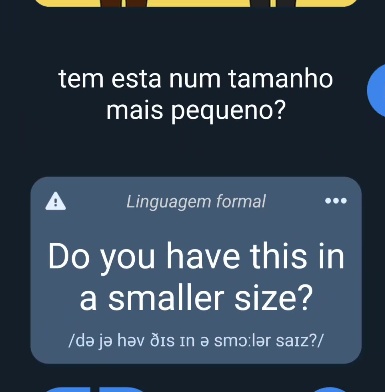 tem esta num tamanho
mais pequeno?
Linguagem formal
Do you have this in
a smaller size?
/də jə həv ðɪs ɪn ə smɔːlər saɪz?/